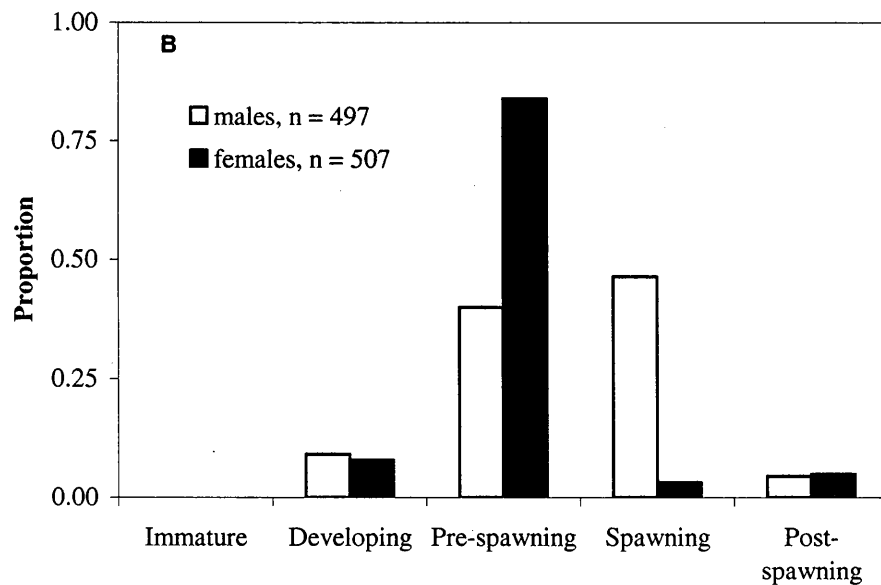 1.00
B
males, n = 497
females, n = 507
0.75
0.50
0.25
0.00
Proportion
Immature Developing Pre-spawning Spawning Post-
spawning